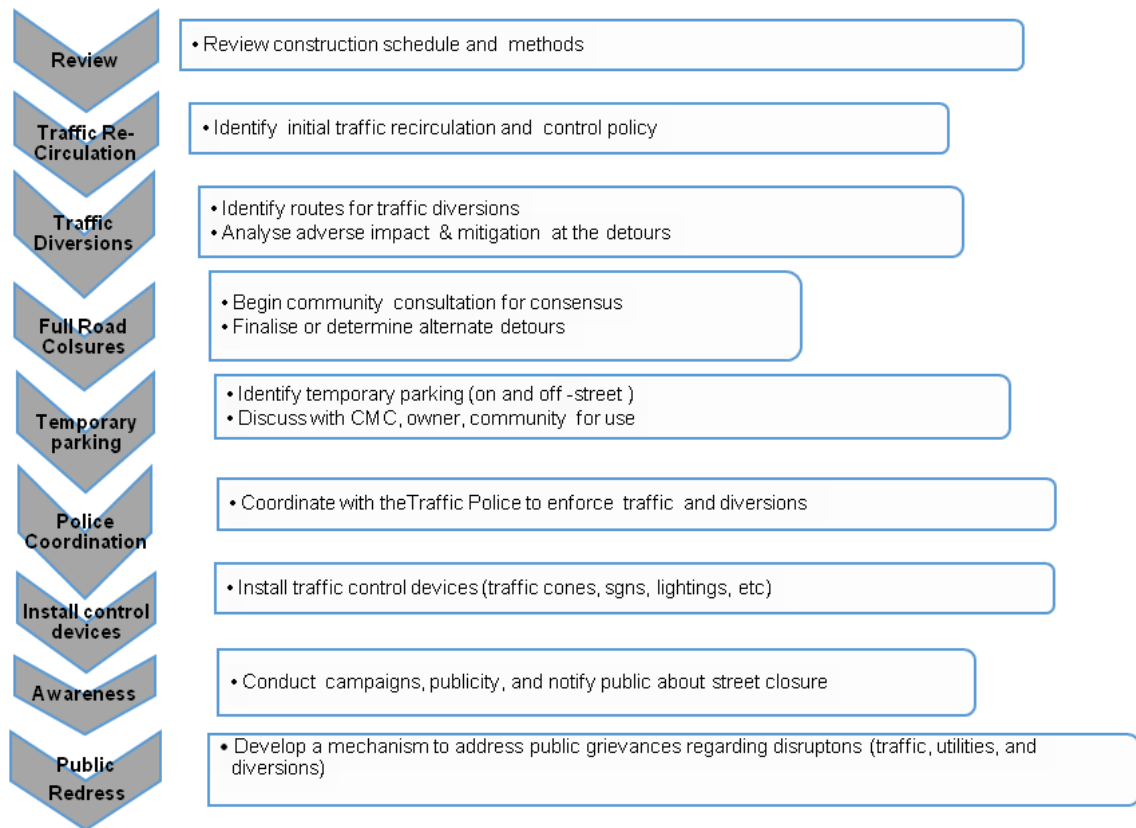 Review
• Review construction schedule and methods
Traffic Re-
Circulation
• Identify initial traffic recirculation and control policy
Traffic
Diversions
• Identify routes for traffic diversions
• Analyse adverse impact & mitigation at the detours
Full Road
Colsures
• Begin community consultation for consensus
• Finalise or determine alternate detours
Temporary
parking
• Identify temporary parking (on and off -street )
• Discuss with CMC, owner, community for use
Police
Coordination
• Coordinate with theTraffic Police to enforce traffic and diversions
Install control
devices
• Install traffic control devices (traffic cones, sgns, lightings, etc)
Awareness
• Conduct campaigns, publicity, and notify public about street closure
Public
Redress
• Develop a mechanism to address public grievances regarding disruptons (traffic, utilities, and
diversions)